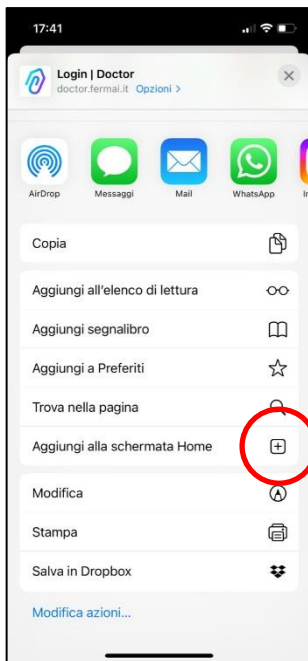 17:41
Login | Doctor
doctor.fermai.it Opzioni >
AirDrop Messaggi Mail WhatsApp In
Copia
Aggiungi all'elenco di lettura
Aggiungi segnalibro
Aggiungi a Preferiti
Trova nella pagina
Aggiungi alla schermata Home
Modifica
Stampa
Salva in Dropbox
Modifica azioni...